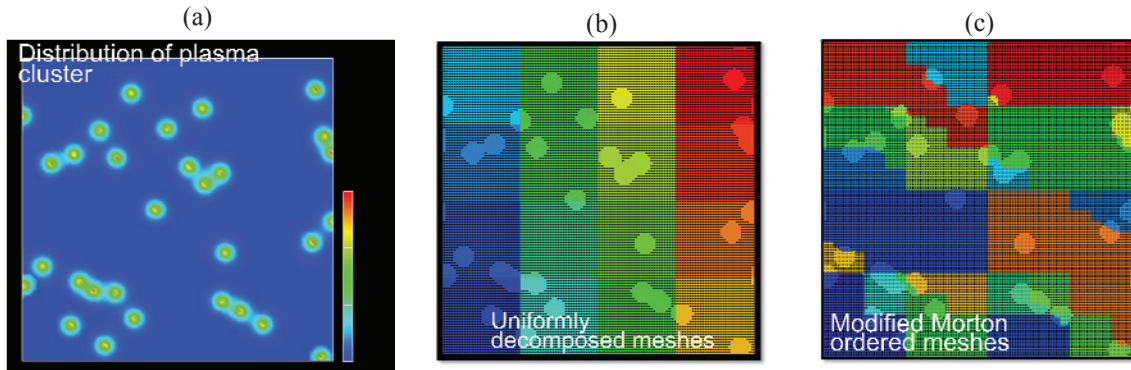 (a)
Distribution of plasma
cluster
(b)
Uniformly
decomposed meshes
(c)
Modified Morton
ordered meshes